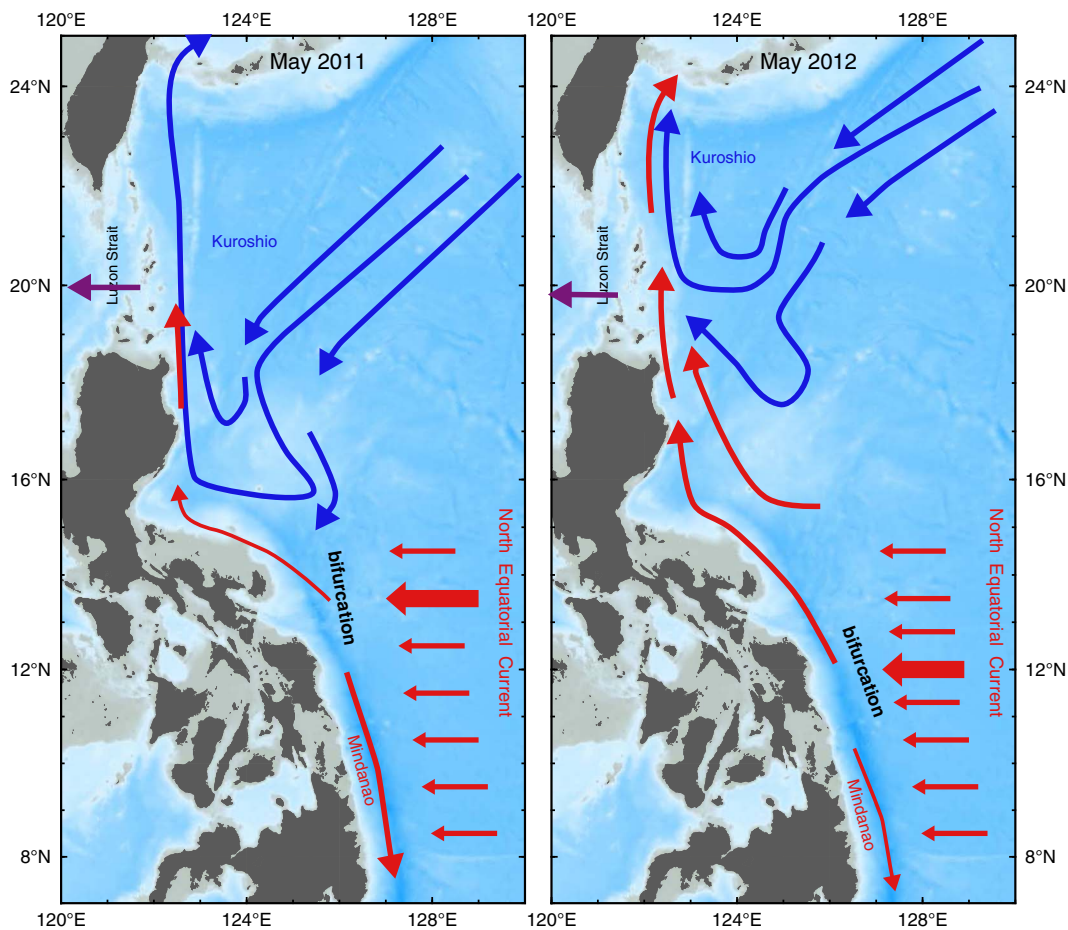 120°E 124°E 128°E 120°E 124°E 128°E
May 2011
May 2012
24°N
24°N
Kuroshio
Kuroshio
Luzon Strait
Luzon Strait
20°N
20°N
16°N
16°N
bifurcation
North Equatorial Current
bifurcation
North Equatorial Current
12°N
12°N
Mindanao
Mindanao
8°N
8°N
120°E 124°E 128°E 120°E 124°E 128°E